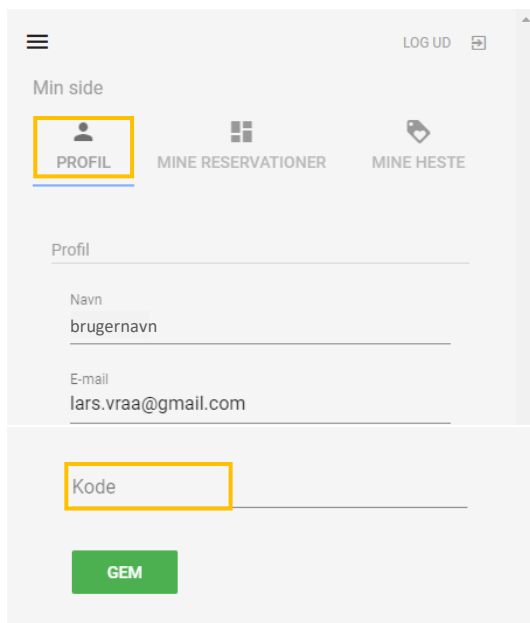 LOG UD
Min side
PROFIL MINE RESERVATIONER MINE HESTE
Profil
Navn
brugernavn
E-mail
lars.vraa@gmail.com
Kode
GEM